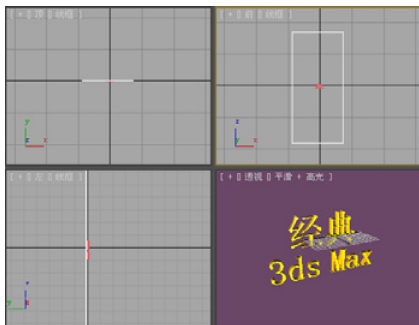 [ + [] 顶 [] 线框 ]
[ + [] 前 [] 线框 ]
y
z x
z
x
[ + [] 左 [] 线框 ]
[ + [] 透视 [] 平滑 + 高光 ]
经典
3ds Max
y